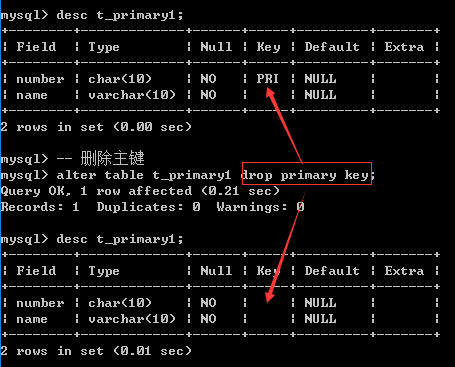 mysql> desc t_primary1;
+--------+-------------+------+-----+---------+-------+
| Field | Type | Null | Key | Default | Extra |
+--------+-------------+------+-----+---------+-------+
| number | char(10) | NO | PRI | NULL | |
| name | varchar(10) | NO | | NULL | |
+--------+-------------+------+-----+---------+-------+
2 rows in set (0.00 sec)
mysql> -- 删除主键
mysql> alter table t_primary1 drop primary key;
Query OK, 1 row affected (0.21 sec)
Records: 1 Duplicates: 0 Warnings: 0
mysql> desc t_primary1;
+--------+-------------+------+-----+---------+-------+
| Field | Type | Null | Key | Default | Extra |
+--------+-------------+------+-----+---------+-------+
| number | char(10) | NO | | NULL | |
| name | varchar(10) | NO | | NULL | |
+--------+-------------+------+-----+---------+-------+
2 rows in set (0.01 sec)